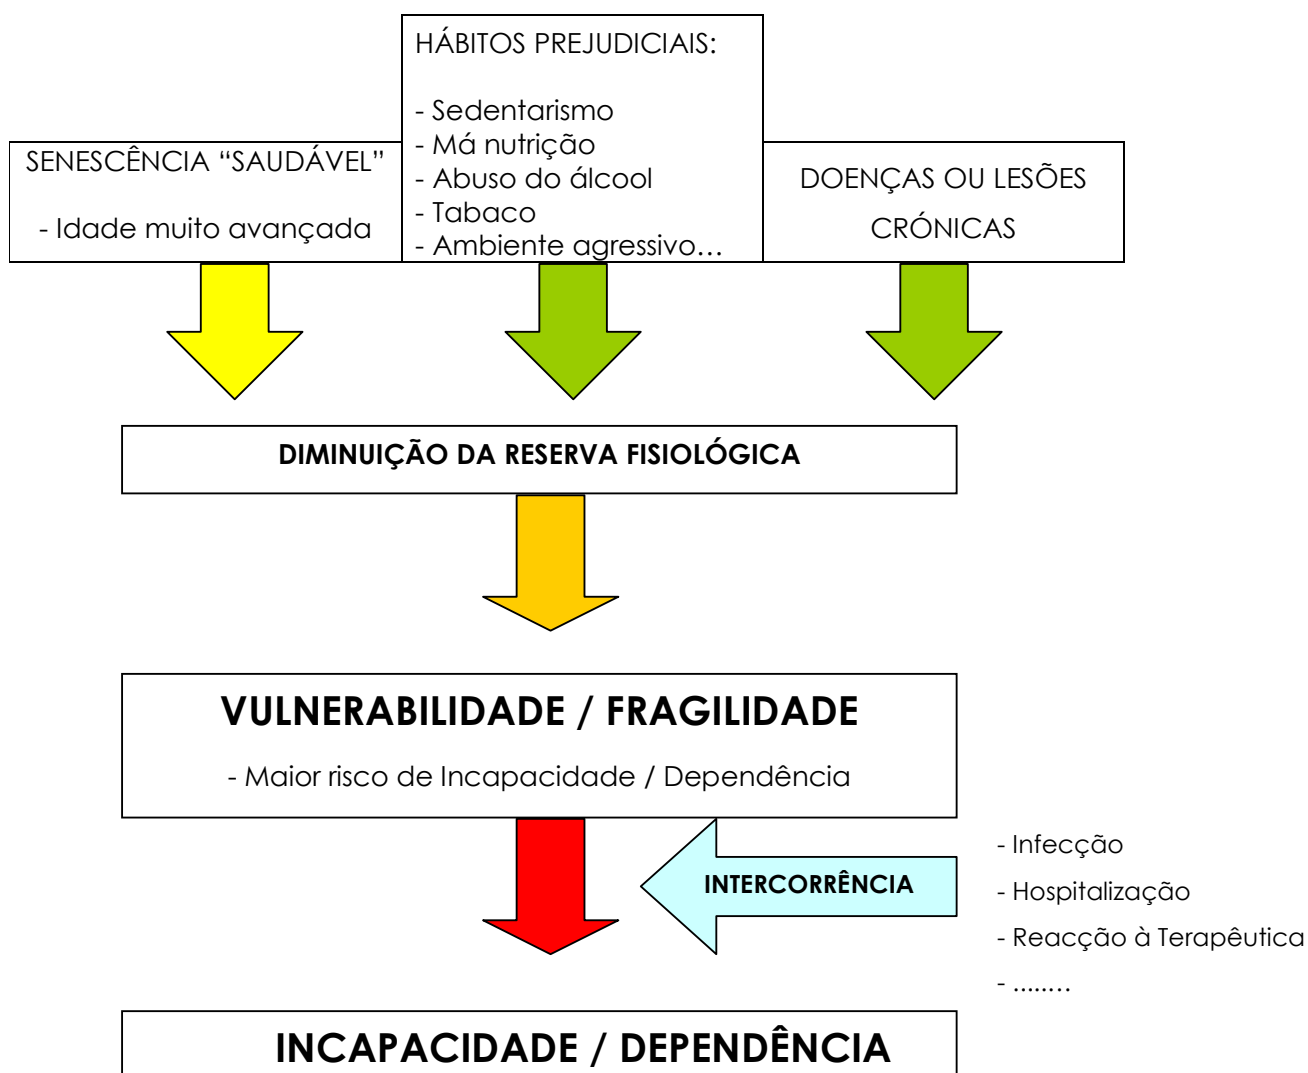 SENESCÊNCIA “SAUDÁVEL”
- Idade muito avançada
HÁBITOS PREJUDICIAIS:
- Sedentarismo
- Má nutrição
- Abuso do álcool
- Tabaco
- Ambiente agressivo…
DOENÇAS OU LESÕES
CRÓNICAS
DIMINUIÇÃO DA RESERVA FISIOLÓGICA
VULNERABILIDADE / FRAGILIDADE
- Maior risco de Incapacidade / Dependência
INTERCORRÊNCIA
- Infecção
- Hospitalização
- Reacção à Terapêutica
- ........
INCAPACIDADE / DEPENDÊNCIA